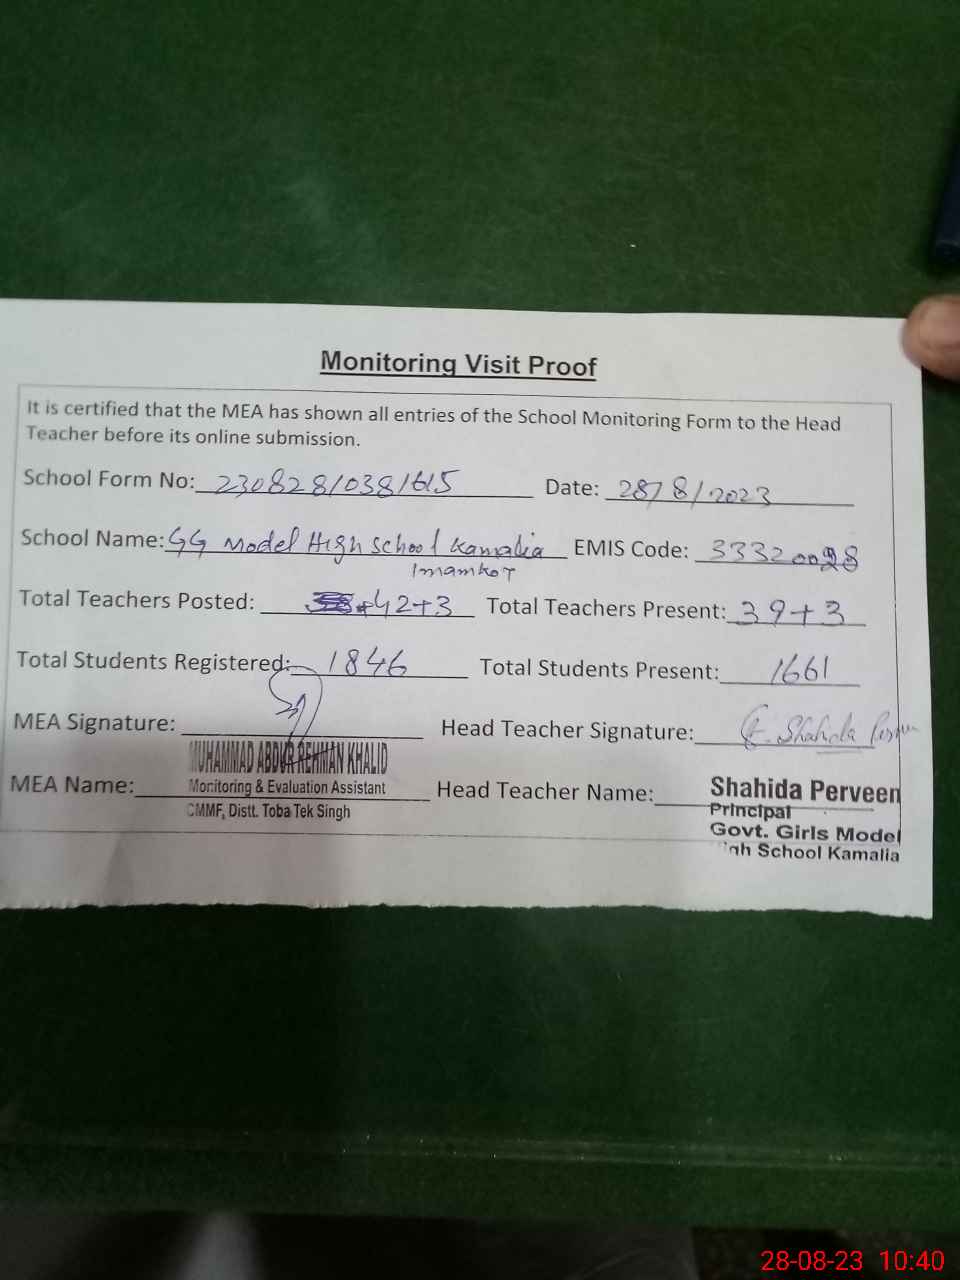 Monitoring Visit Proof
It is certified that the MEA has shown all entries of the School Monitoring Form to the Head
Teacher before its online submission.
School Form No: 23082810381615 Date: 28/8/2023
School Name: GG Model High school Kamalia EMIS Code: 33320028
Imamkot
Total Teachers Posted: 42+3 Total Teachers Present: 39+3
Total Students Registered: 1846 Total Students Present: 1661
MEA Signature: Head Teacher Signature: Shahida
MUHAMMAD ABDUR REHMAN KHALID
MEA Name: Monitoring & Evaluation Assistant Head Teacher Name: Shahida Perveen
CMMF, Distt. Toba Tek Singh Principal
Govt. Girls Model
High School Kamalia
28-08-23 10:40